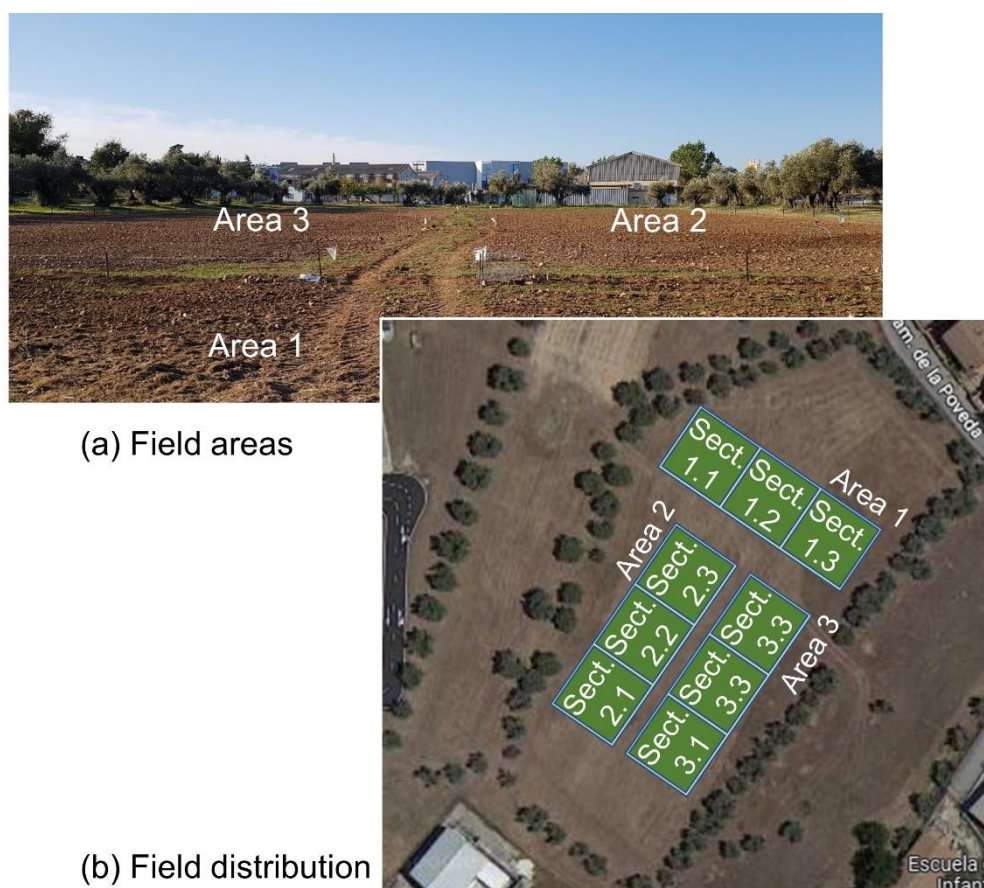 Area 3
Area 2
Area 1
(a) Field areas
am. de la Poveda
Sect.
1.1
Sect.
1.2
Sect.
1.3
Area 1
Area 2
Sect.
2.3
Sect.
2.2
Sect.
2.1
Sect.
3.3
Sect.
3.3
Sect.
3.1
Area 3
Escuela
Infant
(b) Field distribution